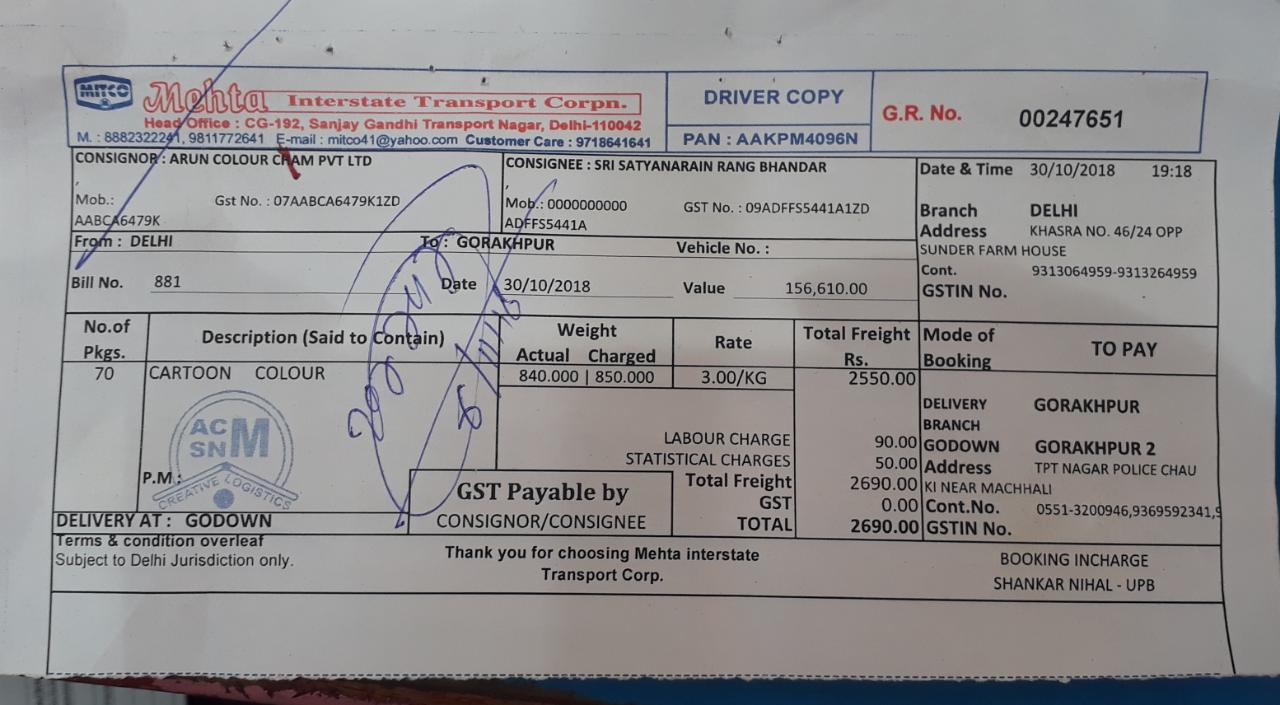 MITCO Mehta Interstate Transport Corpn.
Head Office : CG-192, Sanjay Gandhi Transport Nagar, Delhi-110042
M. : 8882322241, 9811772641 E-mail : mitco41@yahoo.com Customer Care : 9718641641
DRIVER COPY
PAN : AAKPM4096N
G.R. No. 00247651
CONSIGNOR : ARUN COLOUR CHAM PVT LTD
,
Mob.: Gst No. : 07AABCA6479K1ZD
AABCA6479K
CONSIGNEE : SRI SATYANARAIN RANG BHANDAR
,
Mob.: 0000000000 GST No. : 09ADFFS5441A1ZD
ADFFS5441A
Date & Time 30/10/2018 19:18
Branch DELHI
Address KHASRA NO. 46/24 OPP
SUNDER FARM HOUSE
Cont. 9313064959-9313264959
GSTIN No.
From : DELHI To : GORAKHPUR Vehicle No. :
Bill No. 881 Date 30/10/2018 Value 156,610.00
No.of Pkgs. Description (Said to Contain) Weight Rate Total Freight Rs.
Actual Charged
70 CARTOON COLOUR 840.000 | 850.000 3.00/KG 2550.00
LABOUR CHARGE 90.00
STATISTICAL CHARGES 50.00
Total Freight 2690.00
GST 0.00
TOTAL 2690.00
Mode of Booking TO PAY
DELIVERY BRANCH GORAKHPUR
GODOWN GORAKHPUR 2
Address TPT NAGAR POLICE CHAU
KI NEAR MACHHALI
Cont.No. 0551-3200946,9369592341,9
GSTIN No.
AC
SN M
CREATIVE LOGISTICS
P.M.:
GST Payable by
CONSIGNOR/CONSIGNEE
DELIVERY AT : GODOWN
Terms & condition overleaf
Subject to Delhi Jurisdiction only.
Thank you for choosing Mehta interstate
Transport Corp.
BOOKING INCHARGE
SHANKAR NIHAL - UPB